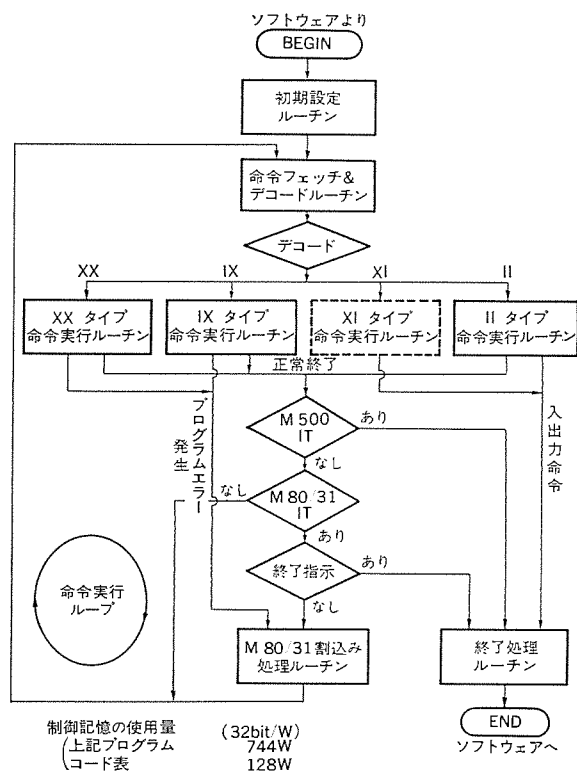 ソフトウェアより
BEGIN
初期設定
ルーチン
命令フェッチ&
デコードルーチン
デコード
XX
IX
XI
II
XX タイプ
命令実行ルーチン
IX タイプ
命令実行ルーチン
XI タイプ
命令実行ルーチン
II タイプ
命令実行ルーチン
正常終了
プログラムエラー
発生
入出力命令
M 500
IT
あり
なし
M 80/31
IT
なし
あり
終了指示
あり
なし
命令実行
ループ
M 80/31 割込み
処理ルーチン
終了処理
ルーチン
END
ソフトウェアへ
制御記憶の使用量 (32bit/W)
(上記プログラム 744W
コード表 128W